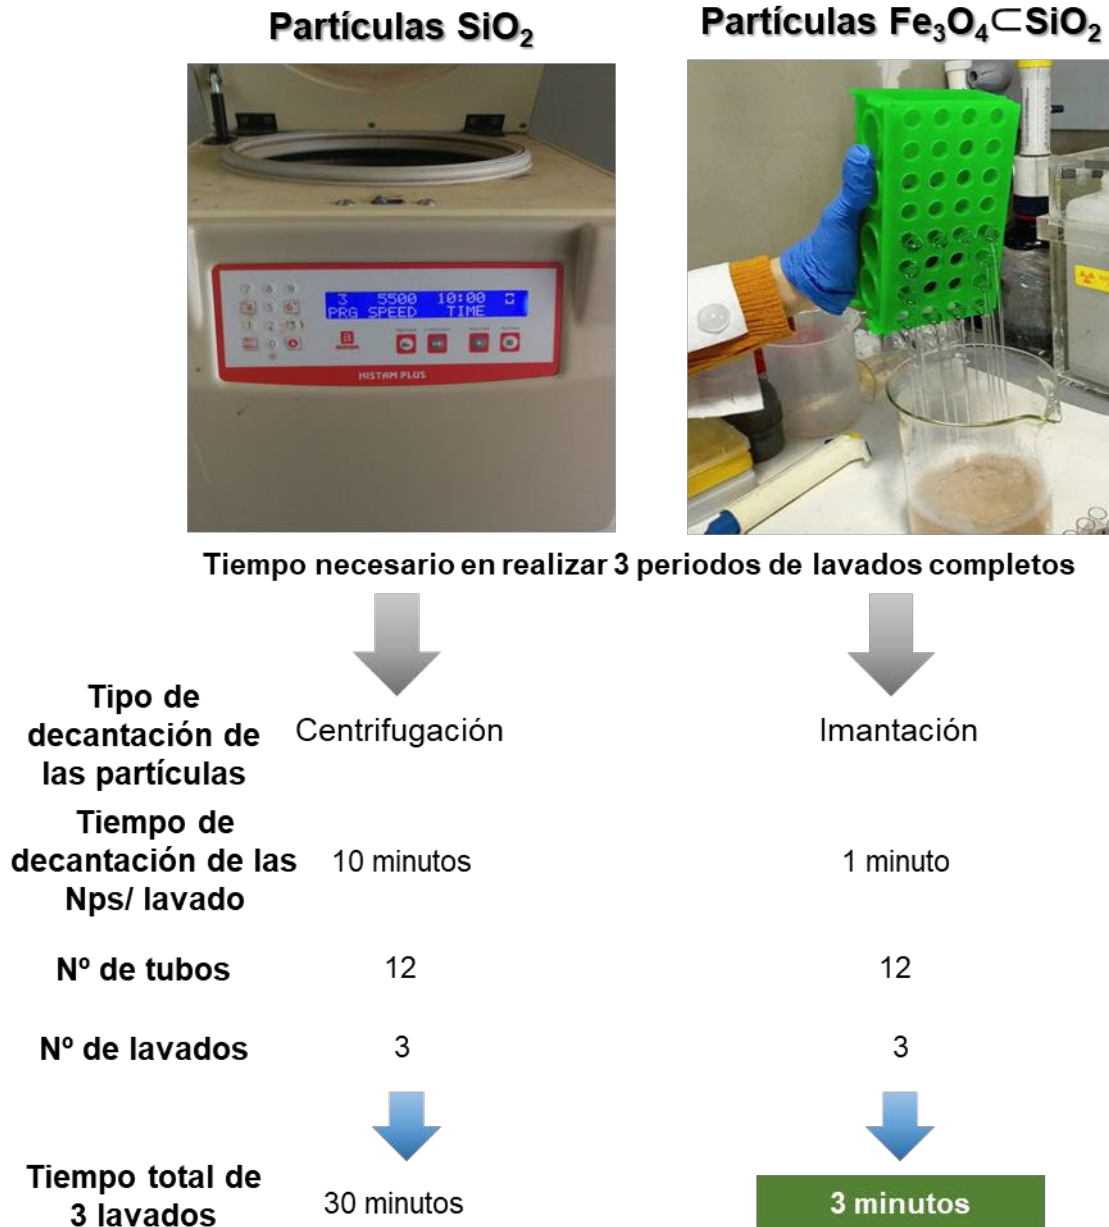 Partículas SiO₂
Partículas Fe₃O₄⊂SiO₂
3 5500 10:00
PRG SPEED TIME
HISTAM PLUS
Tiempo necesario en realizar 3 periodos de lavados completos
Tipo de
decantación de
las partículas
Centrifugación
Imantación
Tiempo de
decantación de las
Nps/ lavado
10 minutos
1 minuto
Nº de tubos
12
12
Nº de lavados
3
3
Tiempo total de
3 lavados
30 minutos
3 minutos